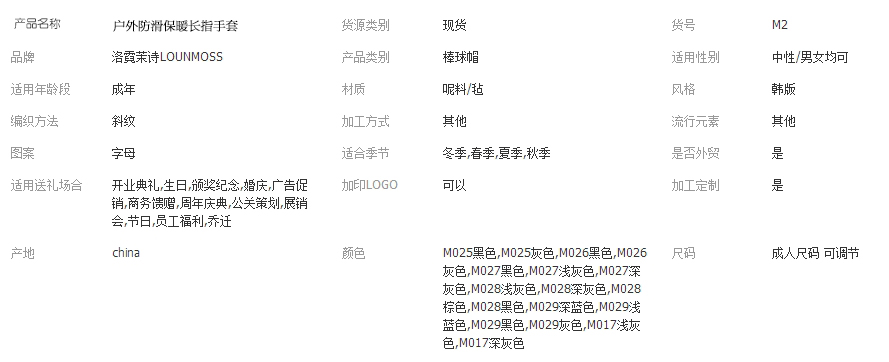 产品名称 户外防滑保暖长指手套 货源类别 现货 货号 M2
品牌 洛霓茉诗LOUNMOSS 产品类别 棒球帽 适用性别 中性/男女均可
适用年龄段 成年 材质 呢料/毡 风格 韩版
编织方法 斜纹 加工方式 其他 流行元素 其他
图案 字母 适合季节 冬季,春季,夏季,秋季 是否外贸 是
适用送礼场合 开业典礼,生日,颁奖纪念,婚庆,广告促 加印LOGO 可以 加工定制 是
销,商务馈赠,周年庆典,公关策划,展销
会,节日,员工福利,乔迁
产地 china 颜色 M025黑色,M025灰色,M026黑色,M026 尺码 成人尺码 可调节
灰色,M027黑色,M027浅灰色,M027深
灰色,M028浅灰色,M028深灰色,M028
棕色,M028黑色,M029深蓝色,M029浅
蓝色,M029黑色,M029灰色,M017浅灰
色,M017深灰色